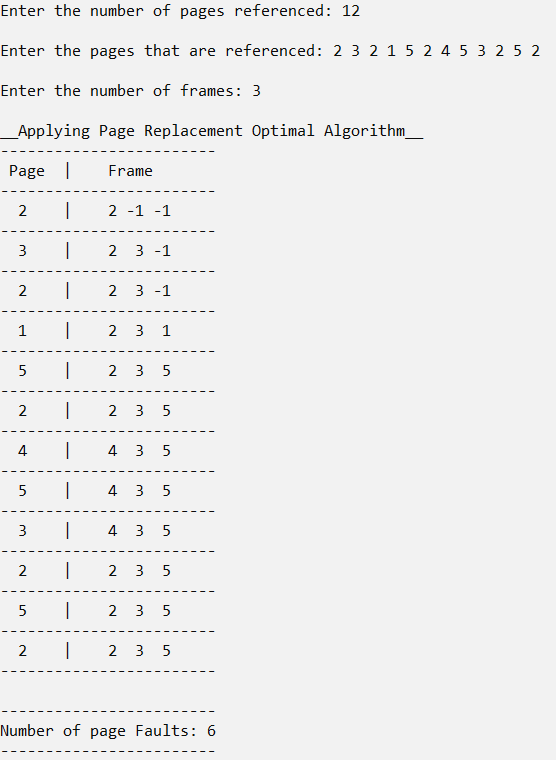 Enter the number of pages referenced: 12
Enter the pages that are referenced: 2 3 2 1 5 2 4 5 3 2 5 2
Enter the number of frames: 3
__Applying Page Replacement Optimal Algorithm__
------------------------
Page | Frame
------------------------
2 | 2 -1 -1
------------------------
3 | 2 3 -1
------------------------
2 | 2 3 -1
------------------------
1 | 2 3 1
------------------------
5 | 2 3 5
------------------------
2 | 2 3 5
------------------------
4 | 4 3 5
------------------------
5 | 4 3 5
------------------------
3 | 4 3 5
------------------------
2 | 2 3 5
------------------------
5 | 2 3 5
------------------------
2 | 2 3 5
------------------------
------------------------
Number of page Faults: 6
------------------------